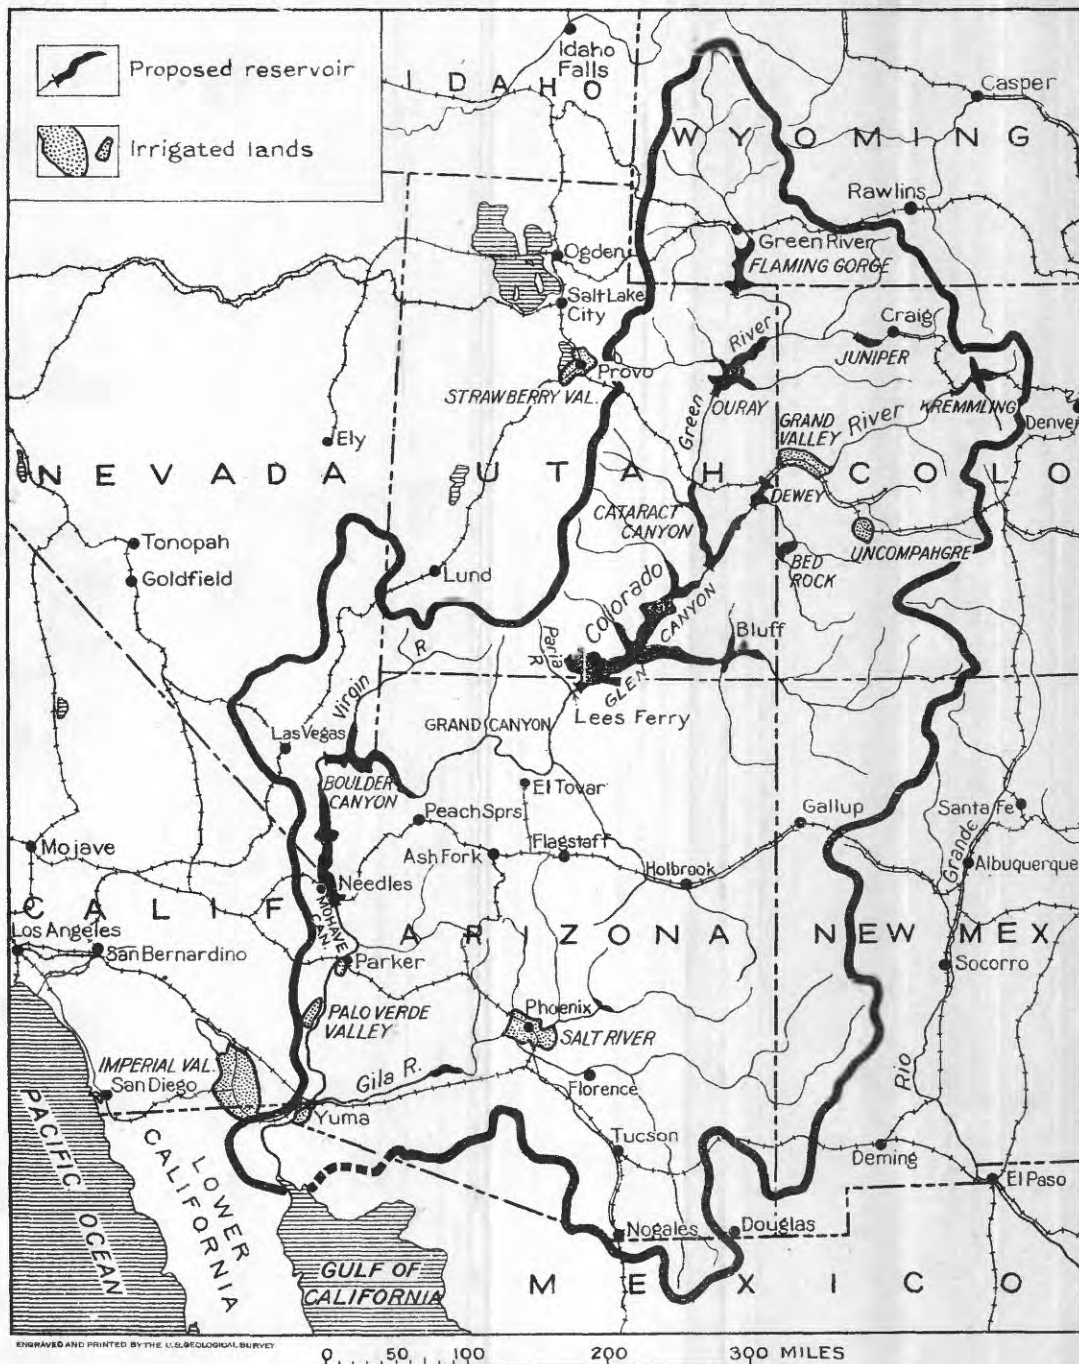 Proposed reservoir
Irrigated lands
Idaho
Falls
IDAHO
Casper
WYOMING
Rawlins
Green River
FLAMING GORGE
Ogden
Salt Lake
City
Craig
River
JUNIPER
Provo
STRAWBERRY VAL.
OURAY
KREMMLING
Green
GRAND
VALLEY
River
Denver
Ely
NEVADA
UTAH
COLO
DEWEY
CATARACT
CANYON
UNCOMPAHGRE
BED
ROCK
Tonopah
Goldfield
Lund
Colorado
Paria
R
GLEN CANYON
Bluff
Lees Ferry
Virgin R
GRAND CANYON
Las Vegas
BOULDER
CANYON
El Tovar
Peach Sprs
Gallup
Santa Fe
Mojave
Ash Fork
Flagstaff
Holbrook
Albuquerque
Needles
MOHAVE
CAN
CALIF
ARIZONA
NEW MEX
Los Angeles
San Bernardino
Parker
Socorro
PALO VERDE
VALLEY
Phoenix
SALT RIVER
IMPERIAL VAL.
San Diego
Gila R.
Florence
Rio Grande
Yuma
Tucson
Deming
El Paso
PACIFIC OCEAN
LOWER
CALIFORNIA
Nogales
Douglas
GULF OF
CALIFORNIA
MEXICO
ENGRAVED AND PRINTED BY THE U.S. GEOLOGICAL SURVEY
0 50 100 200 300 MILES